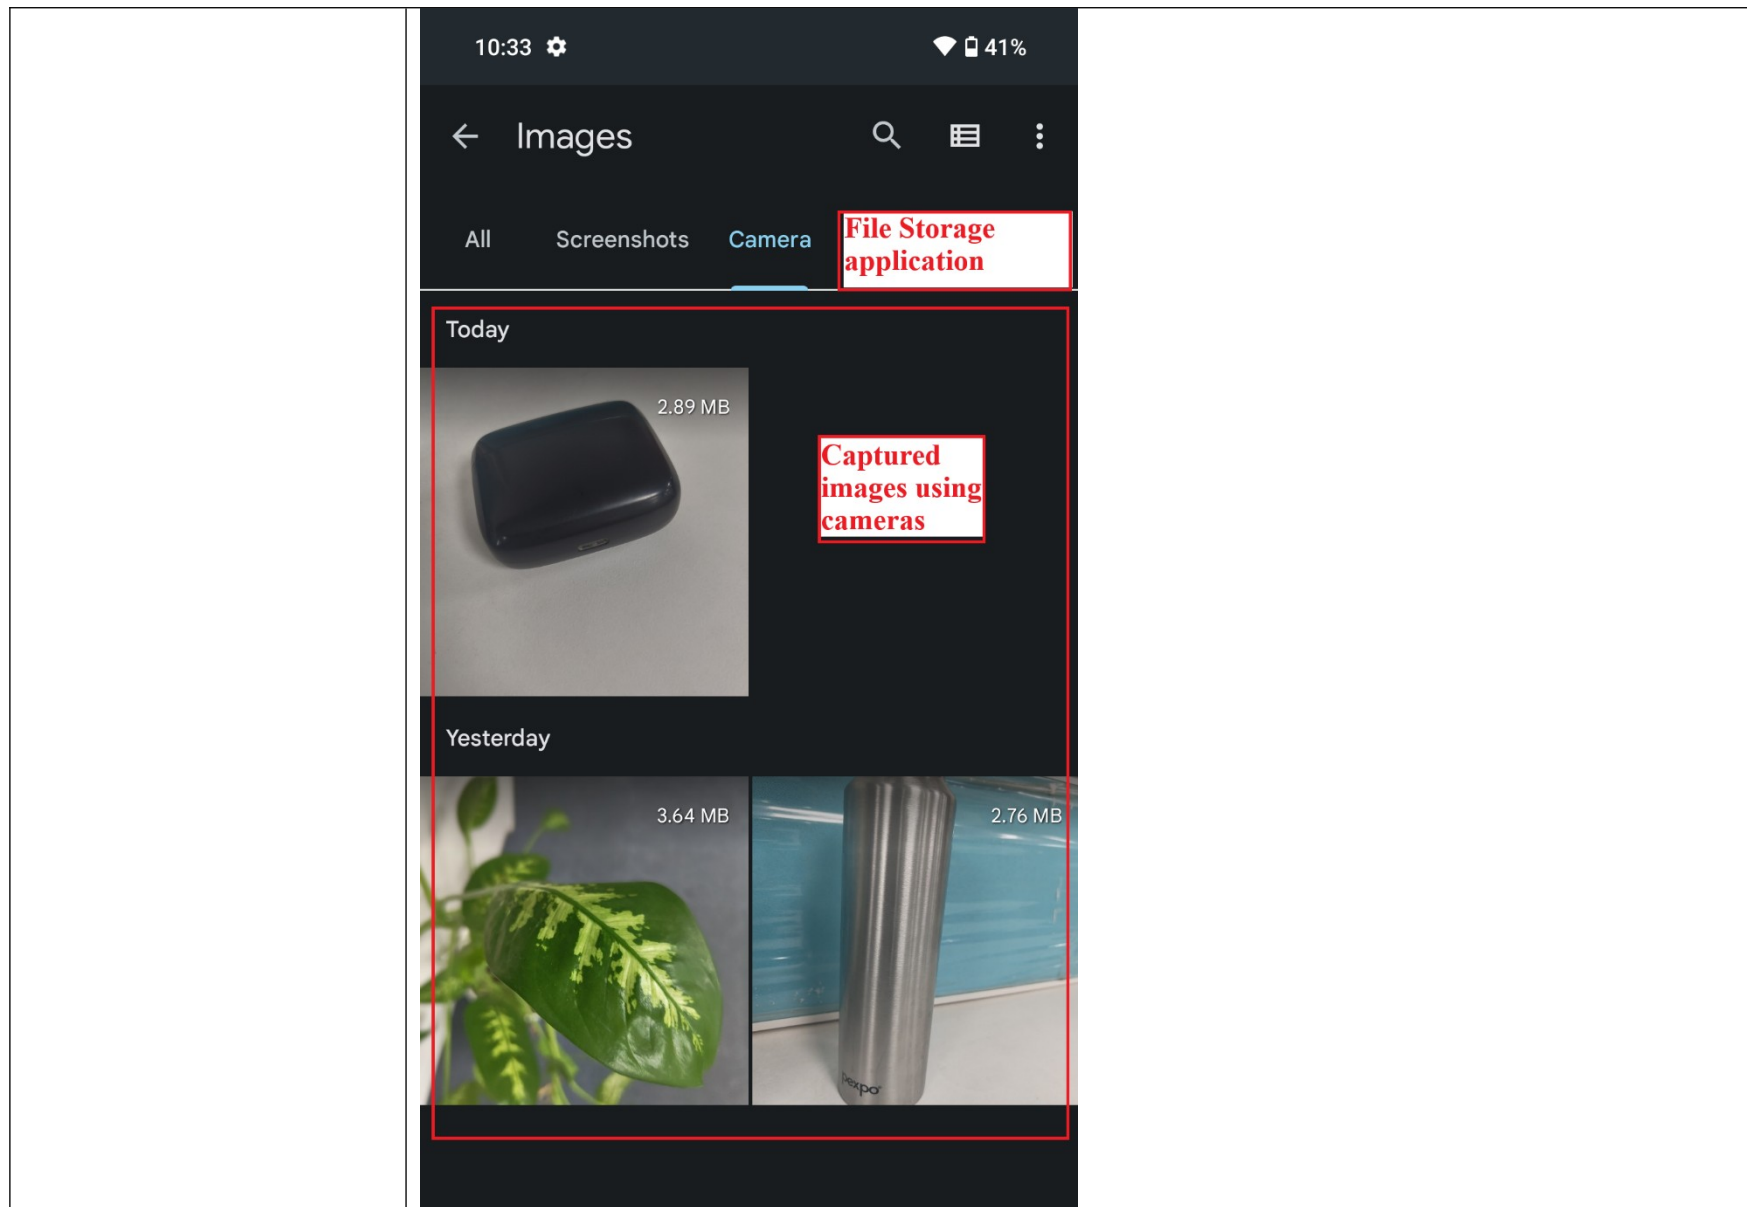 10:33 41%
Images
All Screenshots Camera
File Storage
application
Today
2.89 MB
Captured
images using
cameras
Yesterday
3.64 MB 2.76 MB
pexpo